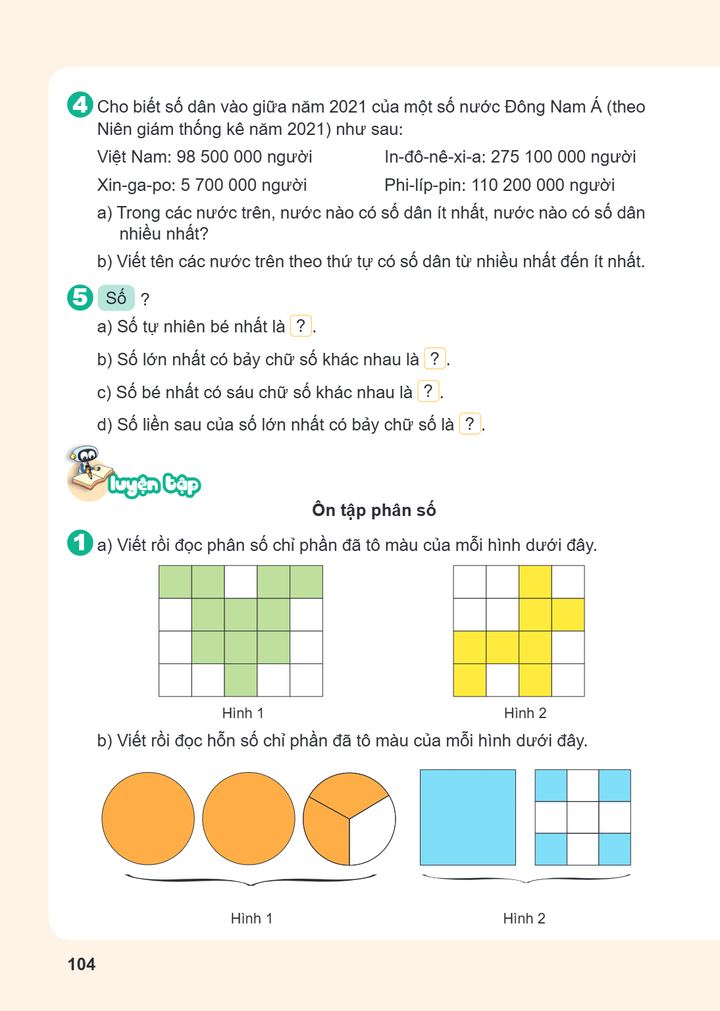 4 Cho biết số dân vào giữa năm 2021 của một số nước Đông Nam Á (theo
Niên giám thống kê năm 2021) như sau:
Việt Nam: 98 500 000 người In-đô-nê-xi-a: 275 100 000 người
Xin-ga-po: 5 700 000 người Phi-líp-pin: 110 200 000 người
a) Trong các nước trên, nước nào có số dân ít nhất, nước nào có số dân
nhiều nhất?
b) Viết tên các nước trên theo thứ tự có số dân từ nhiều nhất đến ít nhất.
5 Số ?
a) Số tự nhiên bé nhất là ? .
b) Số lớn nhất có bảy chữ số khác nhau là ? .
c) Số bé nhất có sáu chữ số khác nhau là ? .
d) Số liền sau của số lớn nhất có bảy chữ số là ? .
luyện tập
Ôn tập phân số
1 a) Viết rồi đọc phân số chỉ phần đã tô màu của mỗi hình dưới đây.
Hình 1 Hình 2
b) Viết rồi đọc hỗn số chỉ phần đã tô màu của mỗi hình dưới đây.
Hình 1 Hình 2
104